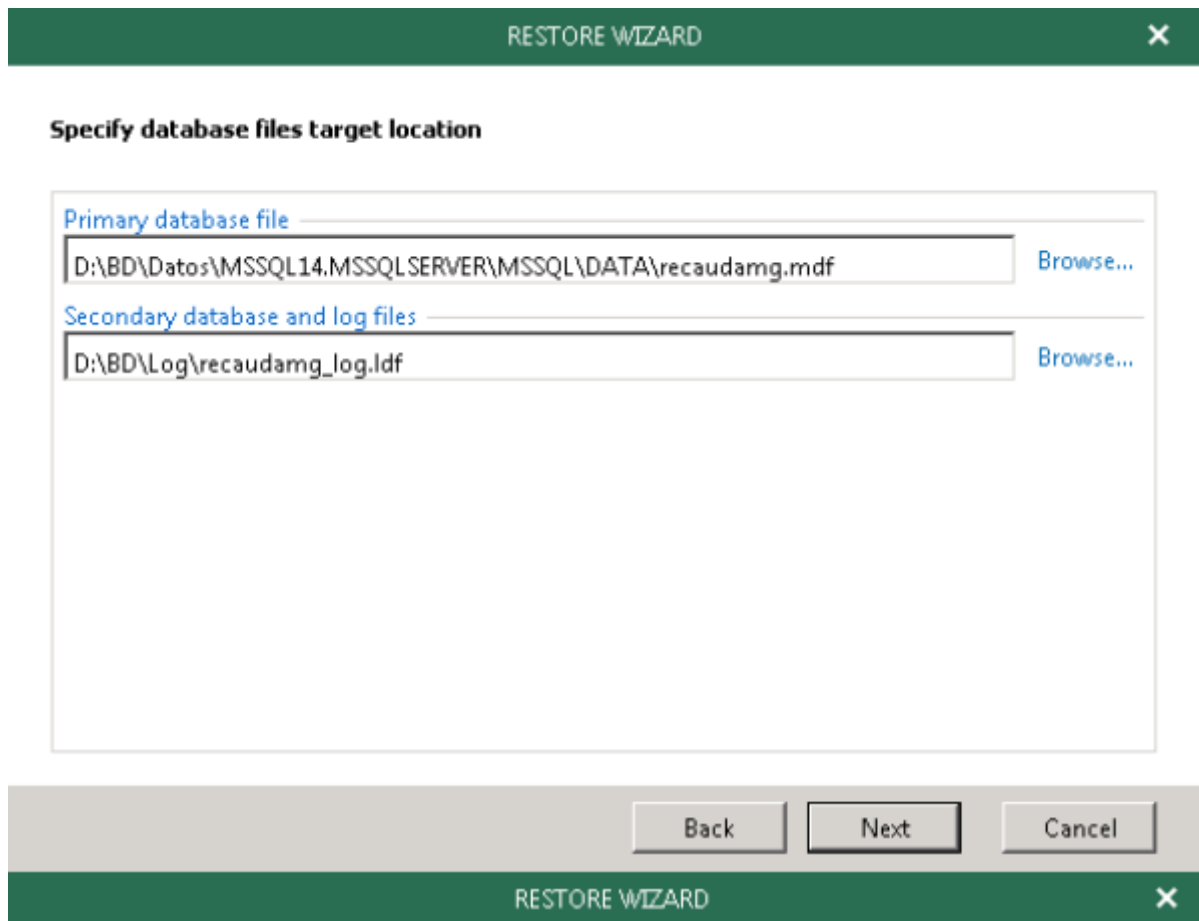 RESTORE WIZARD
Specify database files target location
Primary database file
D:\BD\Datos\MSSQL14.MSSQLSERVER\MSSQL\DATA\recaudamg.mdf
Browse...
Secondary database and log files
D:\BD\Log\recaudamg_log.ldf
Browse...
Back
Next
Cancel
RESTORE WIZARD